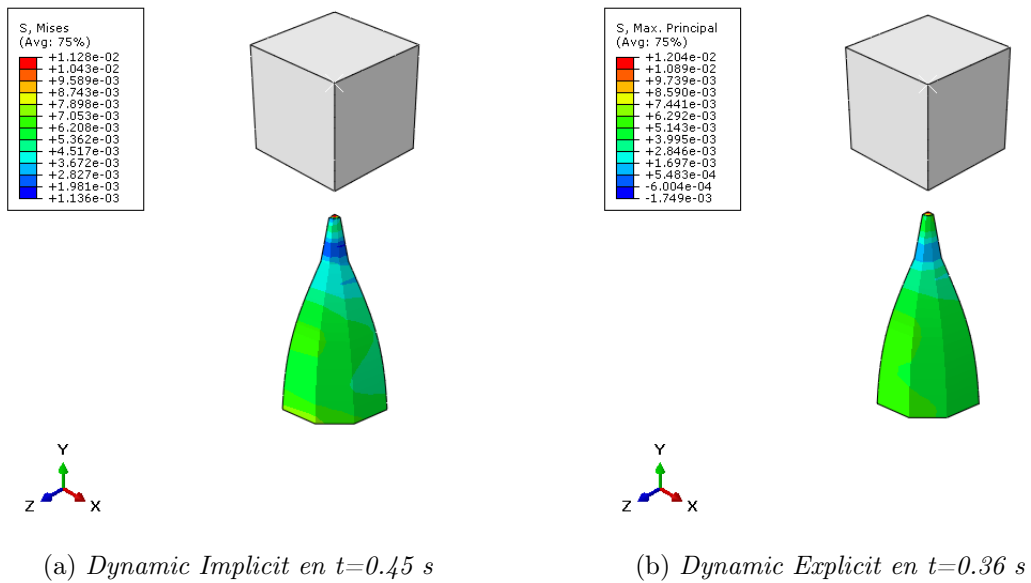 S, Mises
(Avg: 75%)
+1.128e-02
+1.043e-02
+9.589e-03
+8.743e-03
+7.898e-03
+7.053e-03
+6.208e-03
+5.362e-03
+4.517e-03
+3.672e-03
+2.827e-03
+1.981e-03
+1.136e-03
S, Max. Principal
(Avg: 75%)
+1.204e-02
+1.089e-02
+9.739e-03
+8.590e-03
+7.441e-03
+6.292e-03
+5.143e-03
+3.995e-03
+2.846e-03
+1.697e-03
+5.483e-04
-6.004e-04
-1.749e-03
Y
Z X
Y
Z X
(a) Dynamic Implicit en t=0.45 s
(b) Dynamic Explicit en t=0.36 s